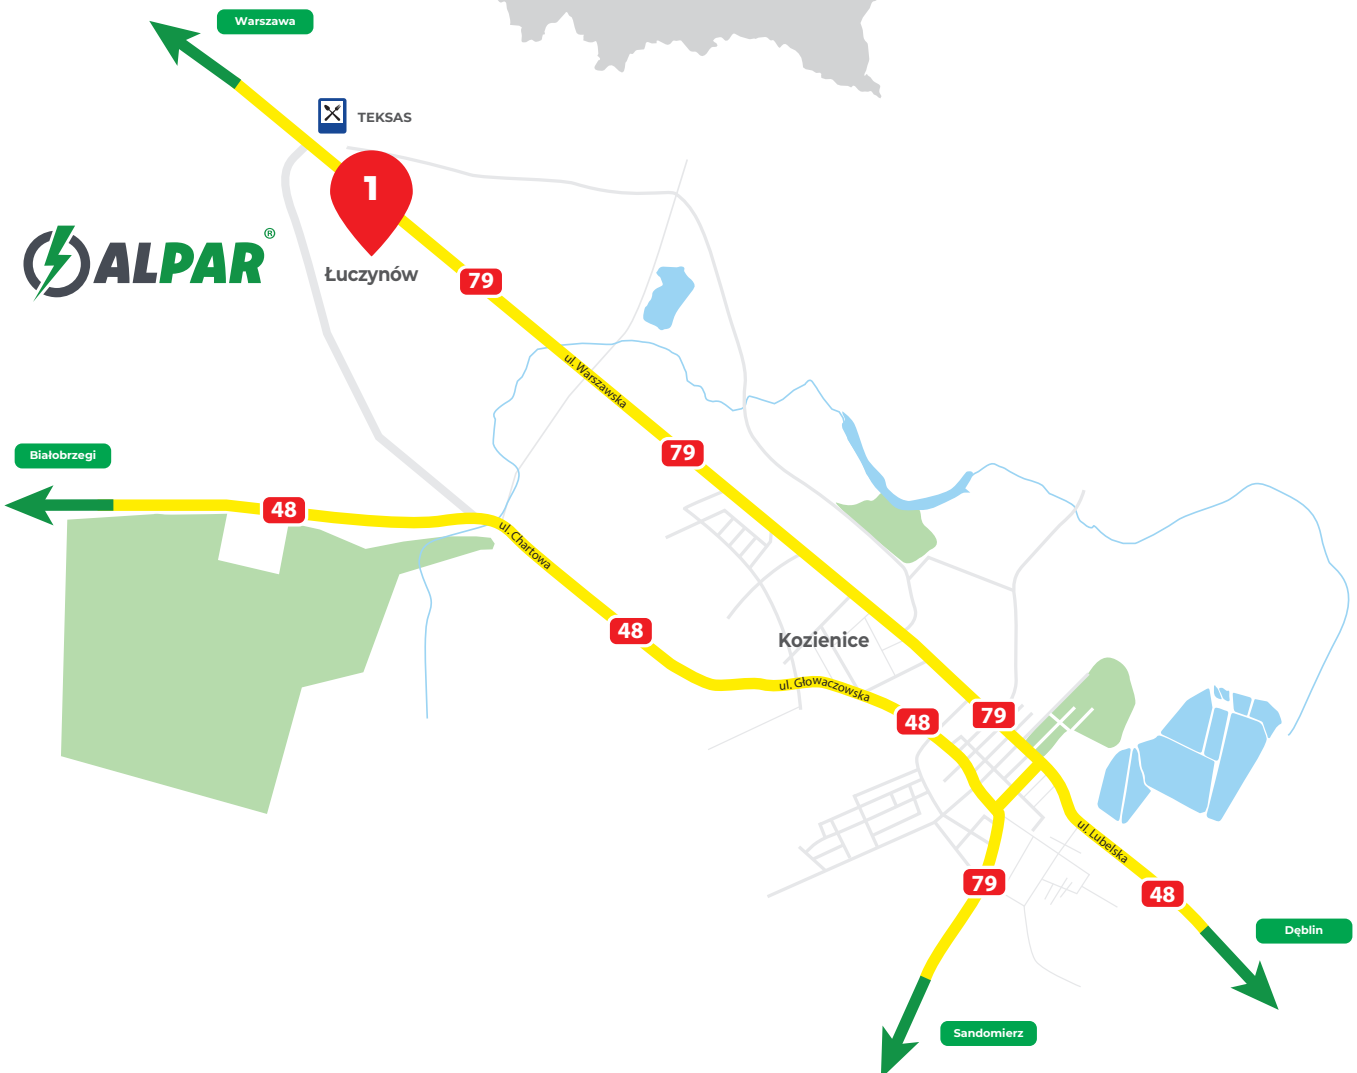 Warszawa
TEKSAS
1
ALPAR®
Łuczynów
79
ul. Warszawska
79
Białobrzegi
48
ul. Chartowa
48
Kozienice
ul. Głowaczowska
48
79
ul. Lubelska
79
48
Dęblin
Sandomierz